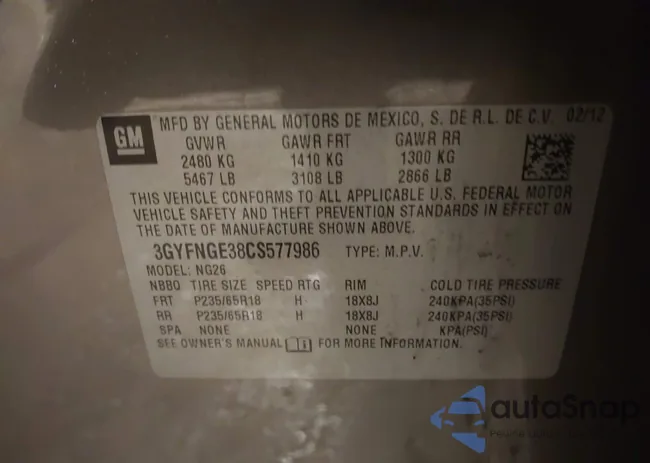 GM
MFD BY GENERAL MOTORS DE MEXICO, S. DE R.L. DE C.V. 02/12
GVWR GAWR FRT GAWR RR
2480 KG 1410 KG 1300 KG
5467 LB 3108 LB 2866 LB
THIS VEHICLE CONFORMS TO ALL APPLICABLE U.S. FEDERAL MOTOR
VEHICLE SAFETY AND THEFT PREVENTION STANDARDS IN EFFECT ON
THE DATE OF MANUFACTURE SHOWN ABOVE.
3GYFNGE38CS577986 TYPE: M.P.V.
MODEL: NG26
N880 TIRE SIZE SPEED RTG RIM COLD TIRE PRESSURE
FRT P235/65R18 H 18X8J 240KPA(35PSI)
RR P235/65R18 H 18X8J 240KPA(35PSI)
SPA NONE NONE KPA(PSI)
SEE OWNER'S MANUAL FOR MORE INFORMATION.
autoSnap